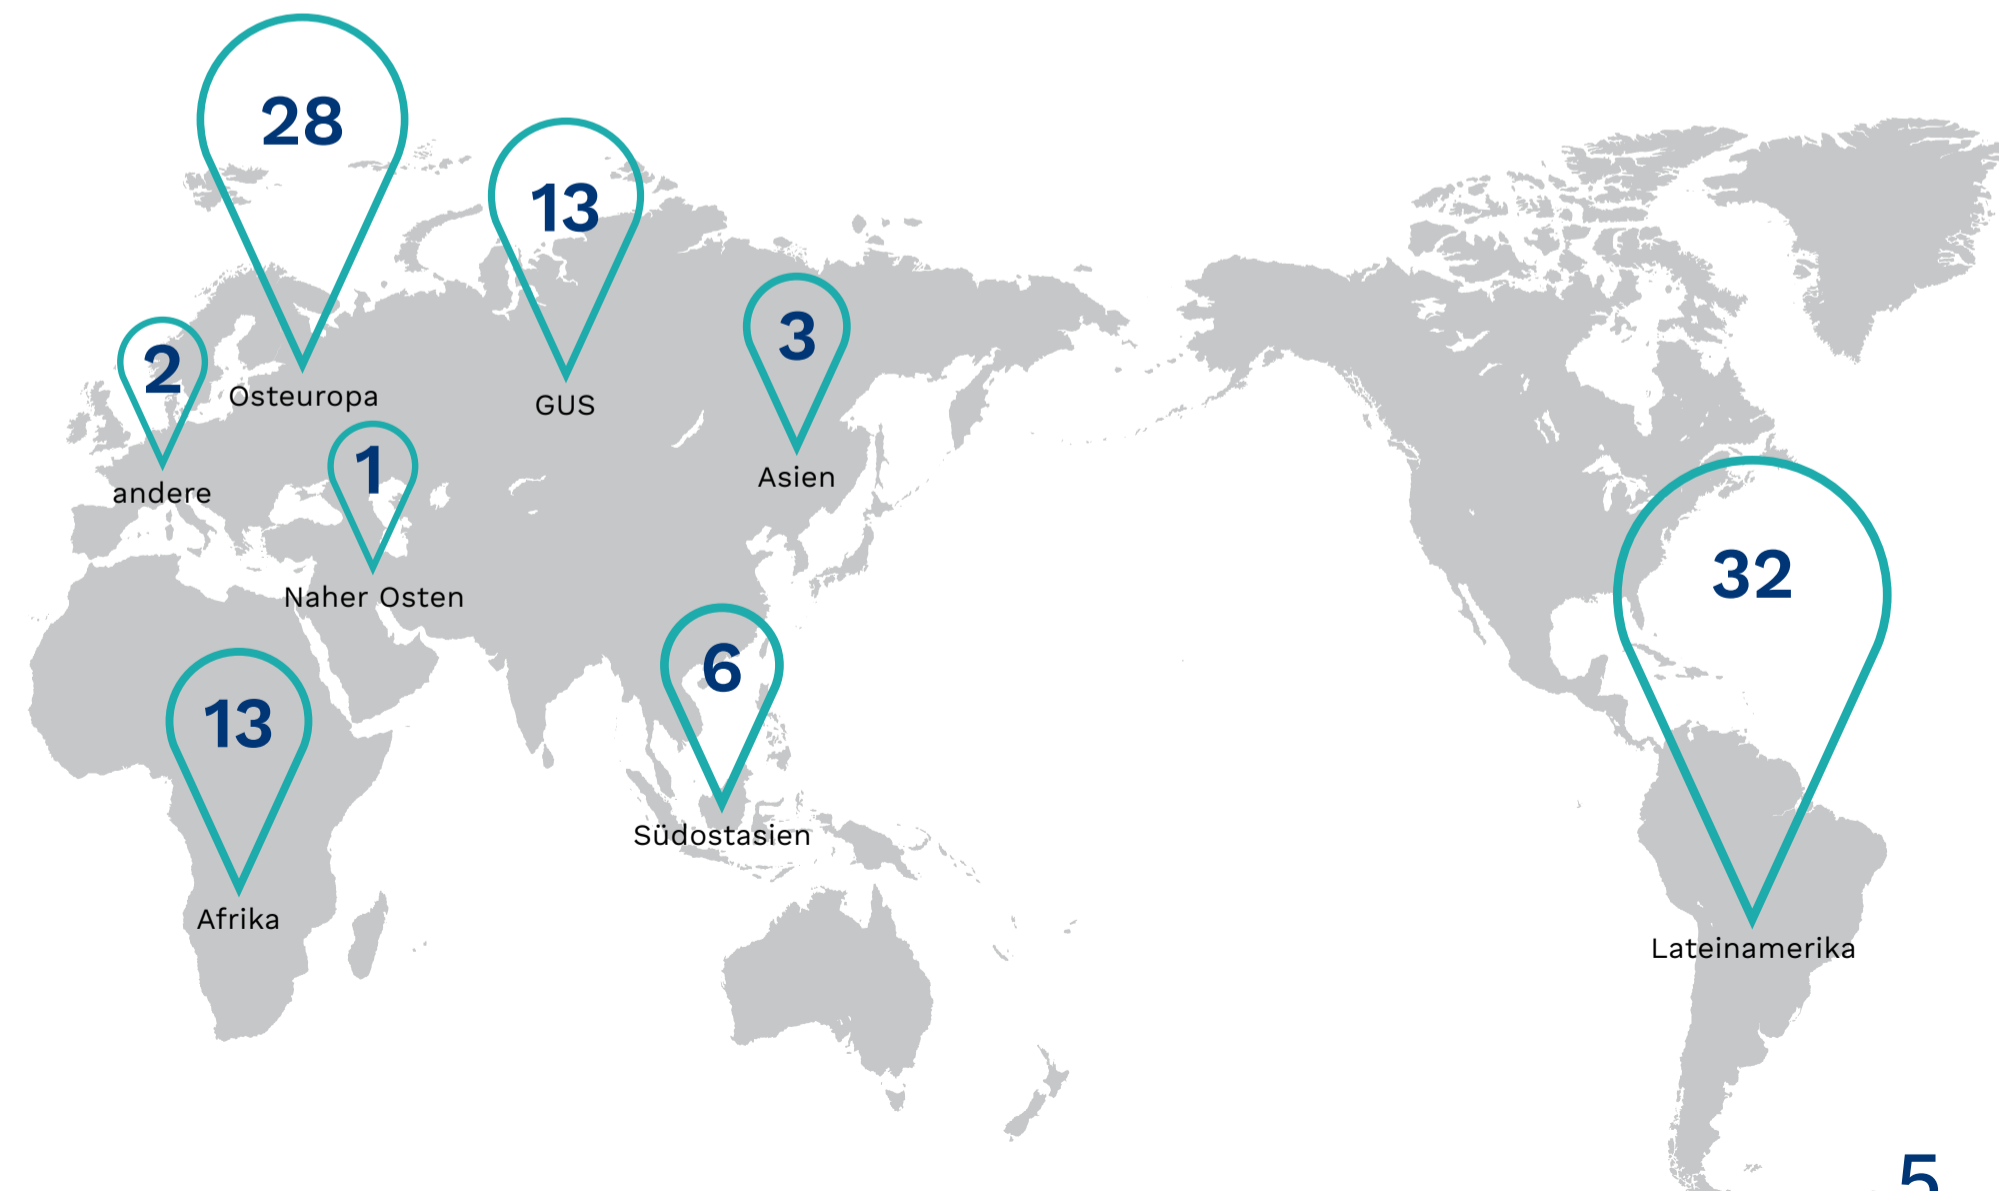 28
Osteuropa
13
GUS
3
Asien
2
andere
1
Naher Osten
32
Lateinamerika
6
Südostasien
13
Afrika
5